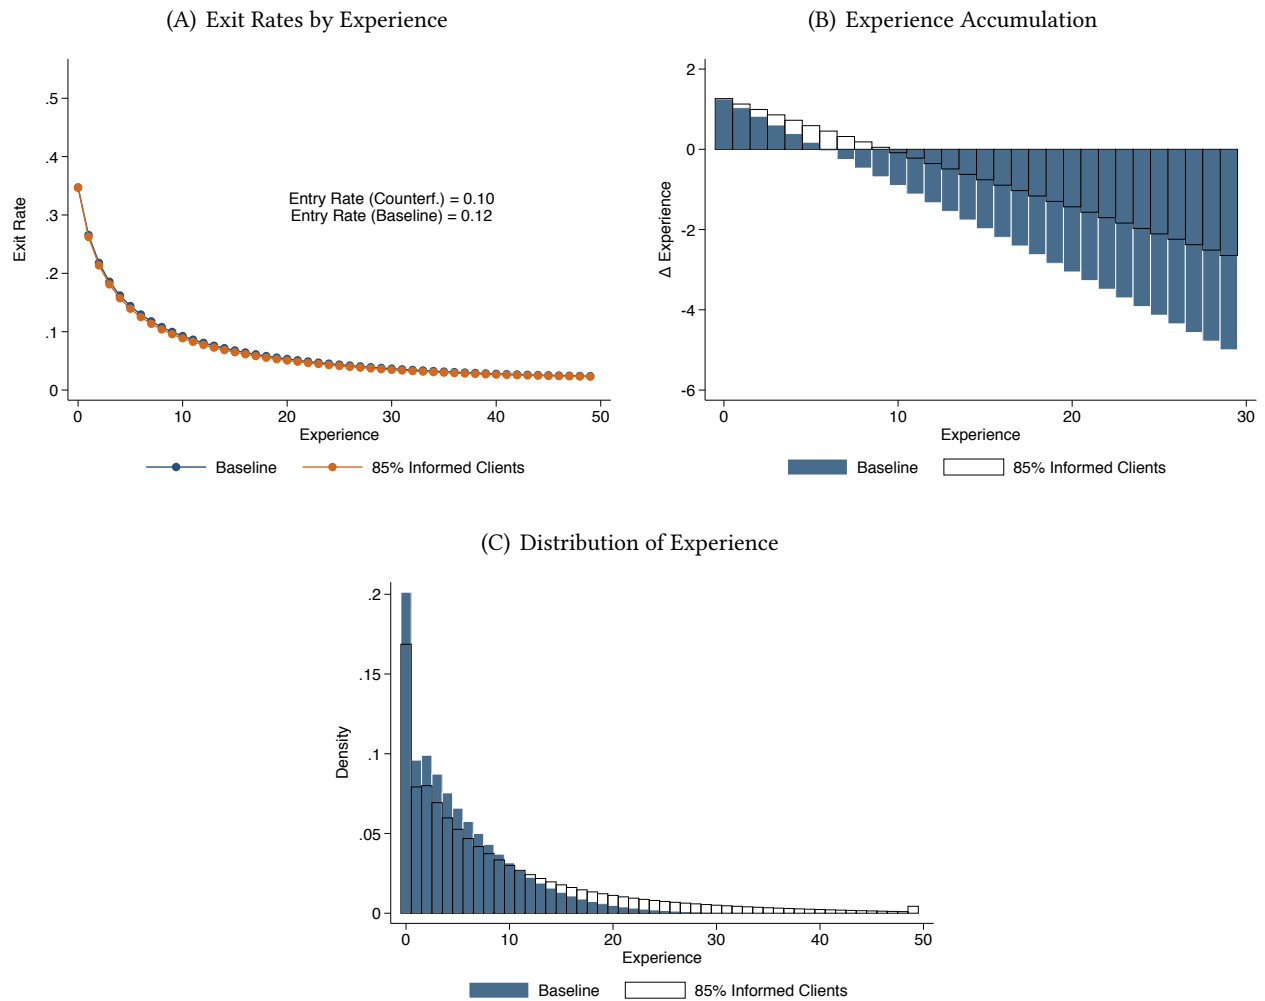 (A) Exit Rates by Experience
Exit Rate
.5
.4
.3
.2
.1
0
Entry Rate (Counterf.) = 0.10
Entry Rate (Baseline) = 0.12
0 10 20 30 40 50
Experience
Baseline 85% Informed Clients
(B) Experience Accumulation
Δ Experience
2
0
-2
-4
-6
0 10 20 30
Experience
Baseline 85% Informed Clients
(C) Distribution of Experience
Density
.2
.15
.1
.05
0
0 10 20 30 40 50
Experience
Baseline 85% Informed Clients